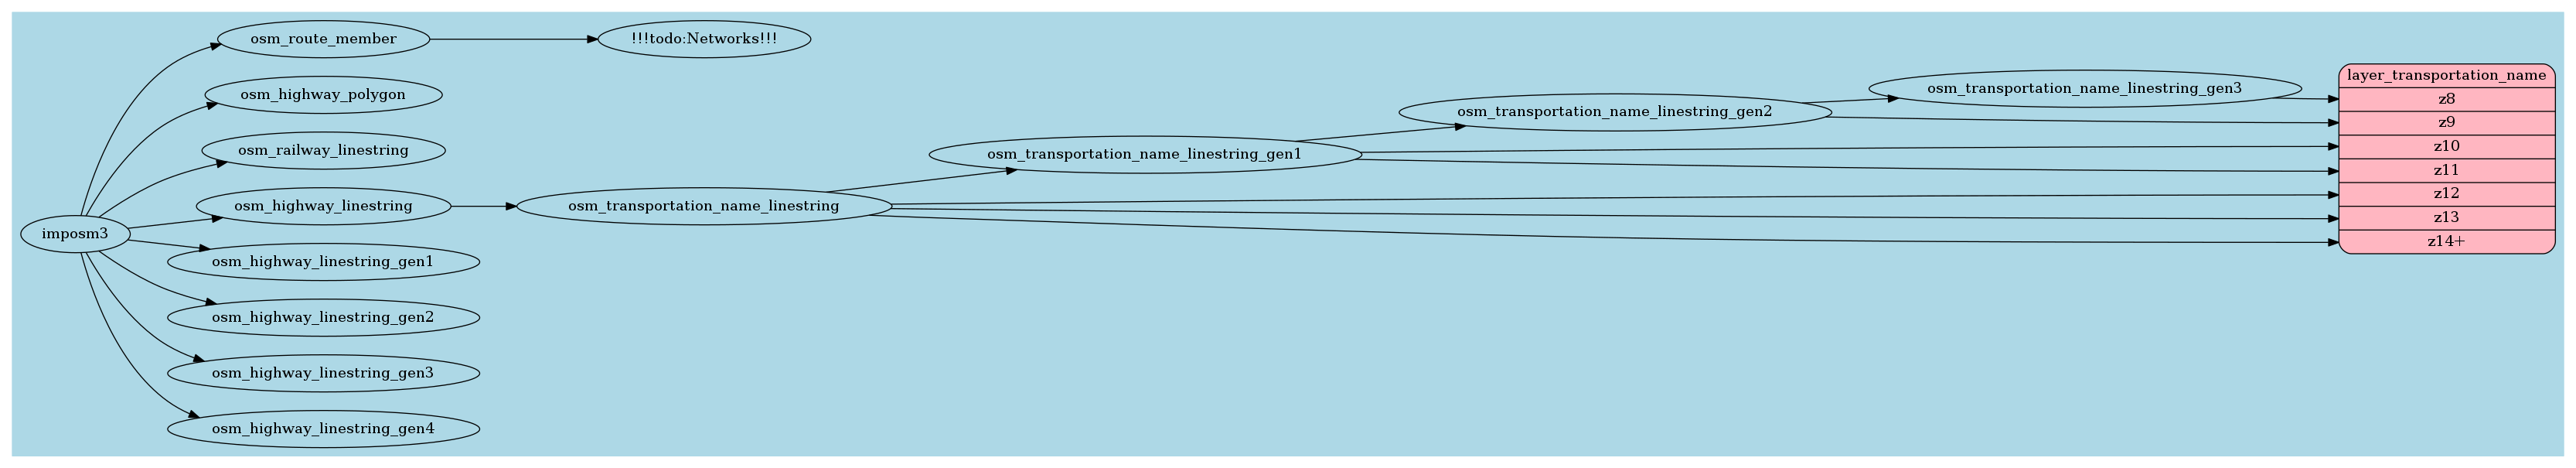 imposm3
osm_route_member
!!!todo:Networks!!!
osm_highway_polygon
osm_railway_linestring
osm_highway_linestring
osm_highway_linestring_gen1
osm_highway_linestring_gen2
osm_highway_linestring_gen3
osm_highway_linestring_gen4
osm_transportation_name_linestring
osm_transportation_name_linestring_gen1
osm_transportation_name_linestring_gen2
osm_transportation_name_linestring_gen3
layer_transportation_name
z8
z9
z10
z11
z12
z13
z14+